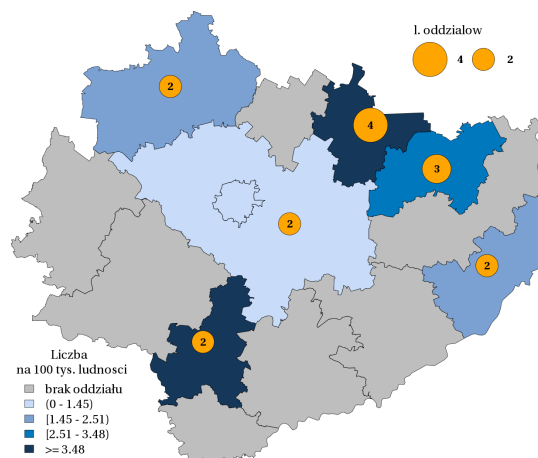 l. oddzialow
4 2
2
4
3
2
2
2
Liczba
na 100 tys. ludnosci
brak oddziału
(0 - 1.45)
[1.45 - 2.51)
[2.51 - 3.48)
>= 3.48